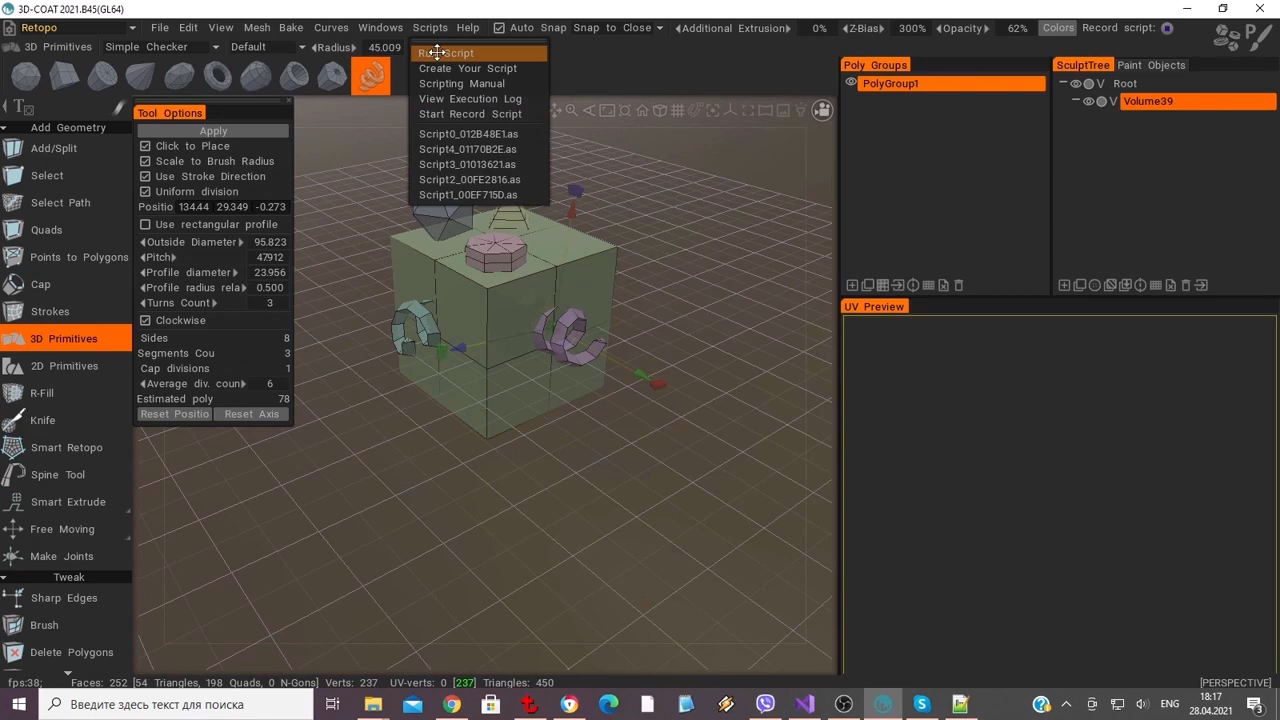 3D-COAT 2021.B45(GL64)
Retopo File Edit View Mesh Bake Curves Windows Scripts Help Auto Snap Snap to Close Additional Extrusion 0% Z-Bias 300% Opacity 62% Colors Record script:
3D Primitives Simple Checker Default Radius 45.009
Script
Create Your Script
Scripting Manual
View Execution Log
Start Record Script
Script0_012B48E1.as
Script4_01170B2E.as
Script3_01013621.as
Script2_00FE2816.as
Script1_00EF715D.as
Add Geometry
Add/Split
Select
Select Path
Quads
Points to Polygons
Cap
Strokes
3D Primitives
2D Primitives
R-Fill
Knife
Smart Retopo
Spine Tool
Smart Extrude
Free Moving
Make Joints
Tweak
Sharp Edges
Brush
Delete Polygons
Tool Options
Apply
Click to Place
Scale to Brush Radius
Use Stroke Direction
Uniform division
Positio 134.44 29.349 -0.273
Use rectangular profile
Outside Diameter 95.823
Pitch 47.912
Profile diameter 23.956
Profile radius rela 0.500
Turns Count 3
Clockwise
Sides 8
Segments Cou 3
Cap divisions 1
Average div. coun 6
Estimated poly 78
Reset Positio Reset Axis
Poly Groups
PolyGroup1
SculptTree Paint Objects
V Root
V Volume39
UV Preview
fps:38; Faces: 252 [54 Triangles, 198 Quads, 0 N-Gons] Verts: 237 UV-verts: 0 [237] Triangles: 450 [PERSPECTIVE]
Введите здесь текст для поиска
ENG
18:17
28.04.2021
3